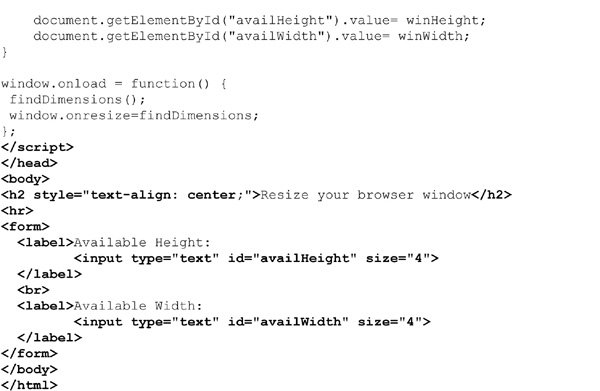 document.getElementById("availHeight").value= winHeight;
document.getElementById("availWidth").value= winWidth;
}
window.onload = function() {
findDimensions();
window.onresize=findDimensions;
};
</script>
</head>
<body>
<h2 style="text-align: center;">Resize your browser window</h2>
<hr>
<form>
<label>Available Height:
<input type="text" id="availHeight" size="4">
</label>
<br>
<label>Available Width:
<input type="text" id="availWidth" size="4">
</label>
</form>
</body>
</html>